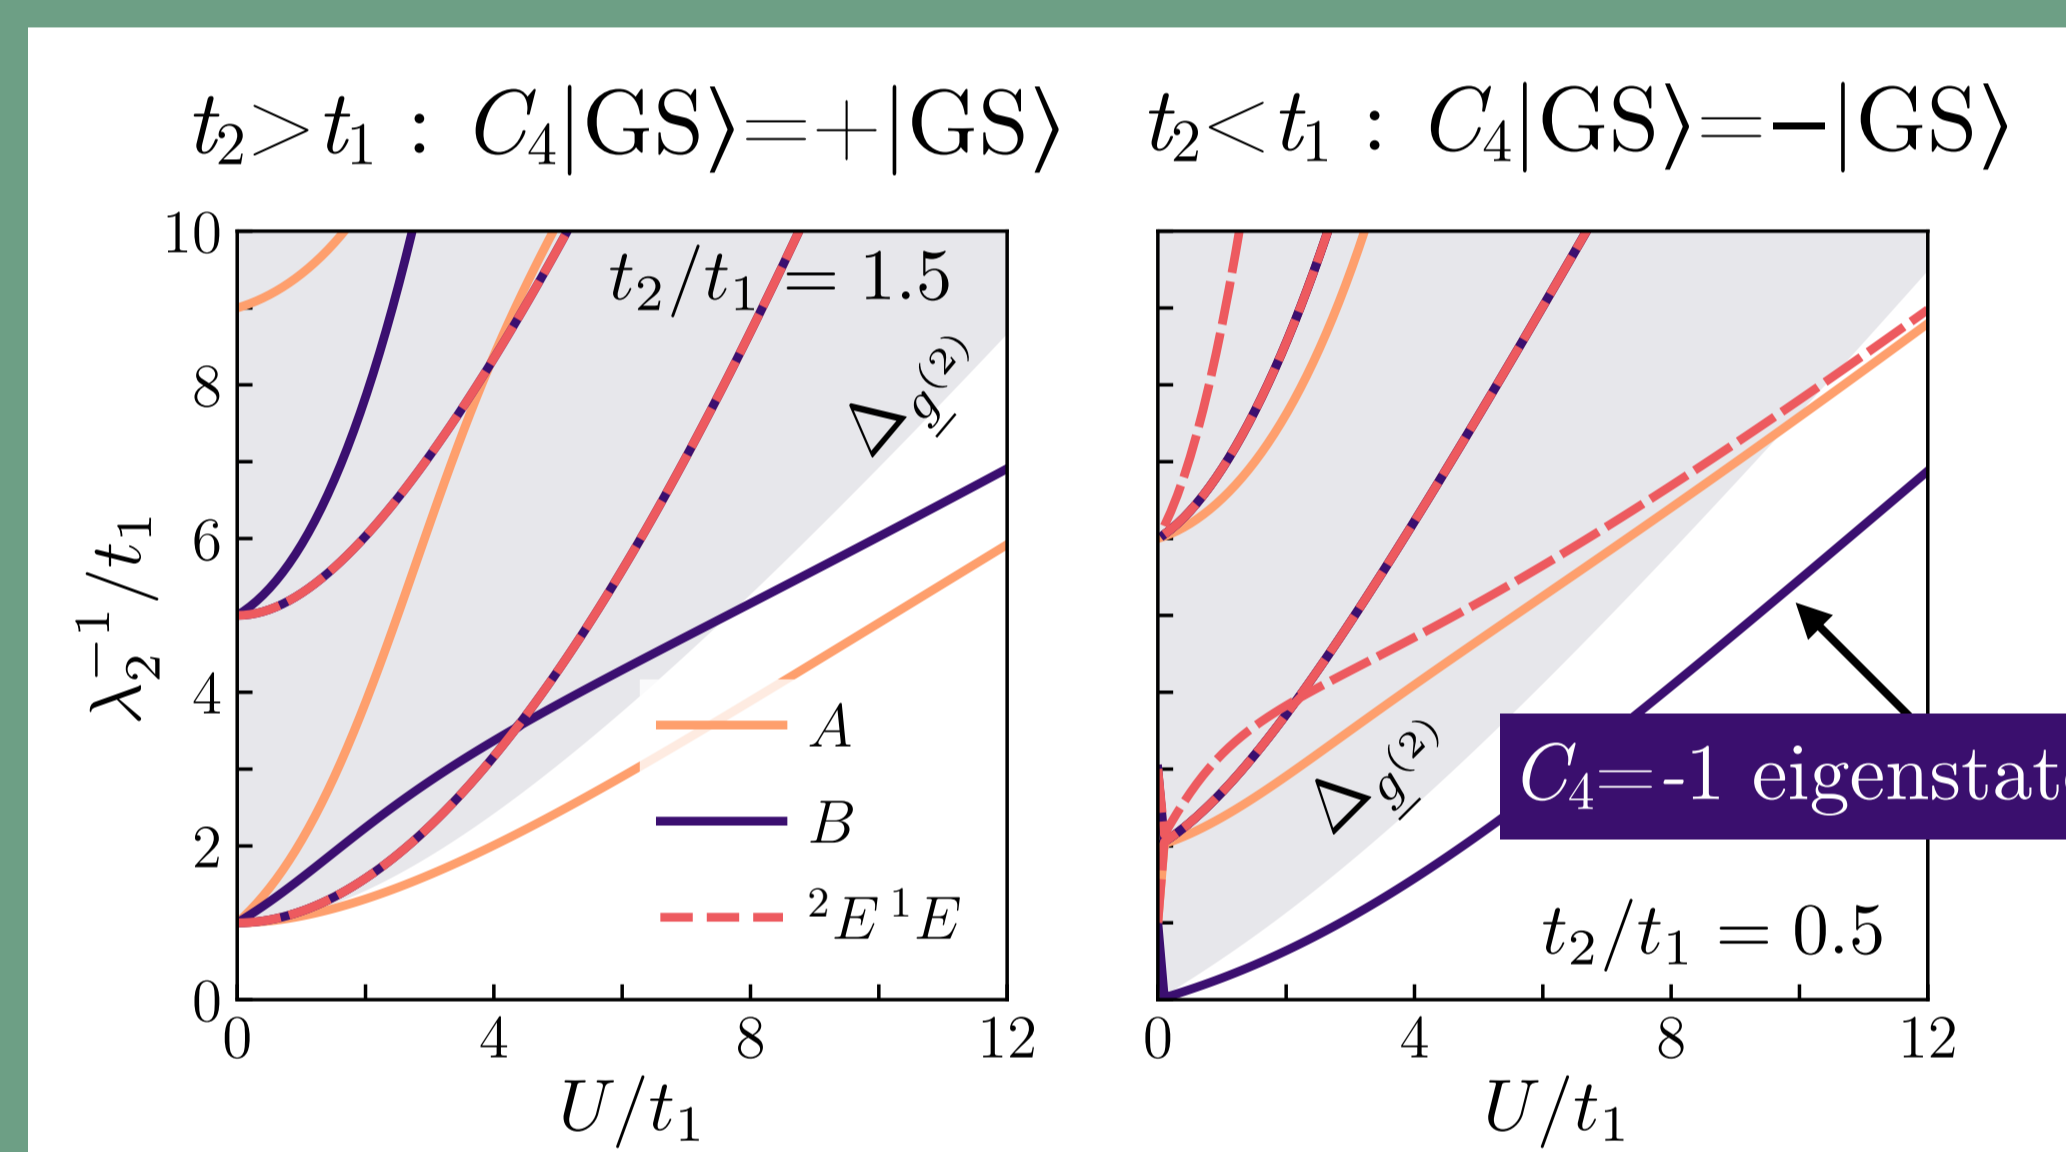 t₂>t₁ : C₄|GS⟩=+|GS⟩
t₂<t₁ : C₄|GS⟩=−|GS⟩
λ₂⁻¹/t₁
10
8
6
4
2
0
t₂/t₁ = 1.5
Δg⁽²⁾
A
B
²E ¹E
0 4 8 12
U/t₁
Δg⁽²⁾
C₄=-1 eigenstat
t₂/t₁ = 0.5
0 4 8 12
U/t₁